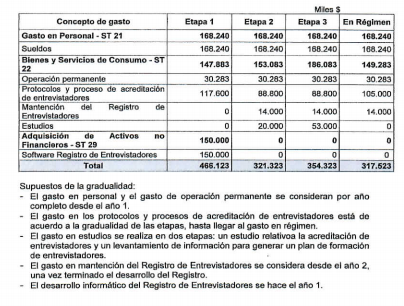 Miles $
Concepto de gasto Etapa 1 Etapa 2 Etapa 3 En Régimen
Gasto en Personal - ST 21 168.240 168.240 168.240 168.240
Sueldos 168.240 168.240 168.240 168.240
Bienes y Servicios de Consumo - ST 22 147.883 153.083 186.083 149.283
Operación permanente 30.283 30.283 30.283 30.283
Protocolos y proceso de acreditación de entrevistadores 117.600 88.800 88.800 105.000
Mantención del Registro de Entrevistadores 0 14.000 14.000 14.000
Estudios 0 20.000 53.000 0
Adquisición de Activos no Financieros - ST 29 150.000 0 0 0
Software Registro de Entrevistadores 150.000 0 0 0
Total 466.123 321.323 354.323 317.523
Supuestos de la gradualidad:
- El gasto en personal y el gasto de operación permanente se consideran por año
completo desde el año 1.
- El gasto en los protocolos y procesos de acreditación de entrevistadores está de
acuerdo a la gradualidad de las etapas, hasta llegar al gasto en régimen.
- El gasto en estudios se realiza en dos etapas: un estudio relativo la acreditación de
entrevistadores y un levantamiento de información para generar un plan de formación
de entrevistadores.
- El gasto en mantención del Registro de Entrevistadores se considera desde el año 2,
una vez terminado el desarrollo del Registro.
- El desarrollo informático del Registro de Entrevistadores se hace el año 1.